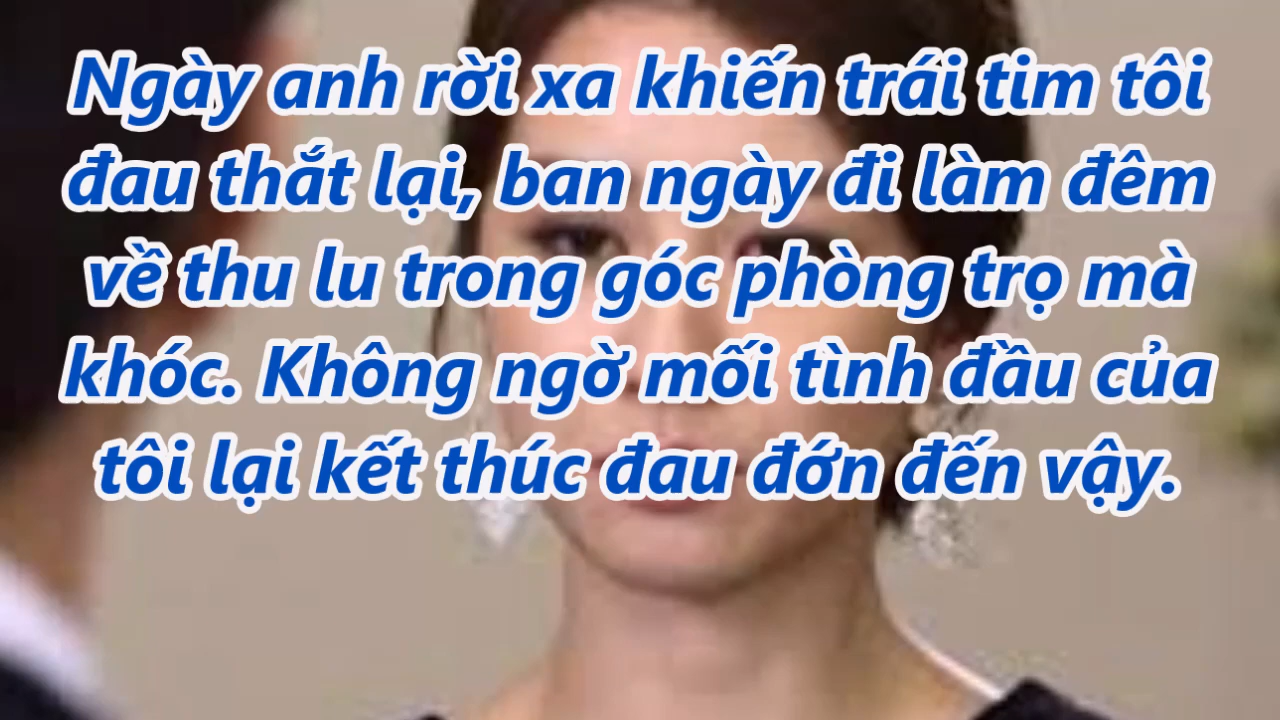 Ngày anh rời xa khiến trái tim tôi
đau thắt lại, ban ngày đi làm đêm
về thu lu trong góc phòng trọ mà
khóc. Không ngờ mối tình đầu của
tôi lại kết thúc đau đớn đến vậy.